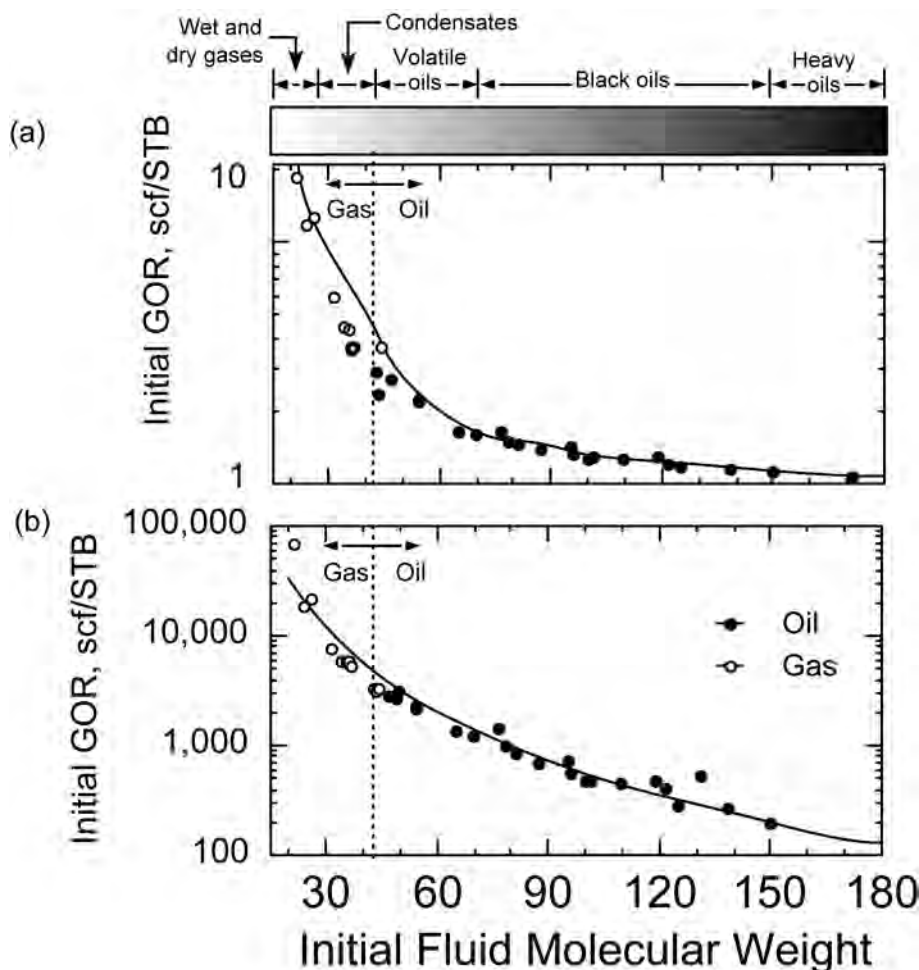 Wet and
dry gases
Condensates
Volatile
oils
Black oils
Heavy
oils
(a)
Initial GOR, scf/STB
10
1
Gas
Oil
(b)
Initial GOR, scf/STB
100,000
10,000
1,000
100
Gas
Oil
Oil
Gas
30 60 90 120 150 180
Initial Fluid Molecular Weight